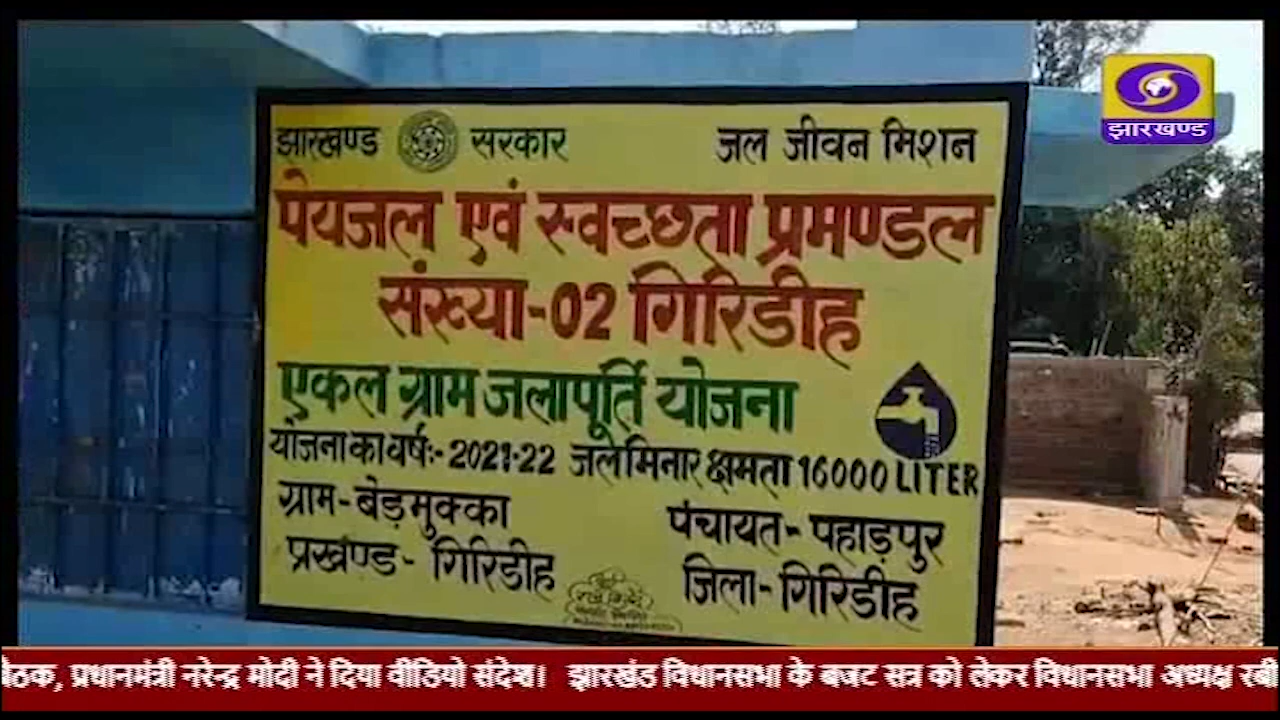 झारखण्ड सरकार जल जीवन मिशन
झारखण्ड
पेयजल एवं स्वच्छता प्रमण्डल
संख्या-02 गिरिडीह
एकल ग्राम जलापूर्ति योजना
योजना का वर्षः- 2021-22 जलमिनार क्षमता 16000 LITER
ग्राम- बेड़मुक्का पंचायत- पहाड़पुर
प्रखण्ड- गिरिडीह जिला- गिरिडीह
बैठक, प्रधानमंत्री नरेन्द्र मोदी ने दिया वीडियो संदेश। झारखंड विधानसभा के बजट सत्र को लेकर विधानसभा अध्यक्ष रबी